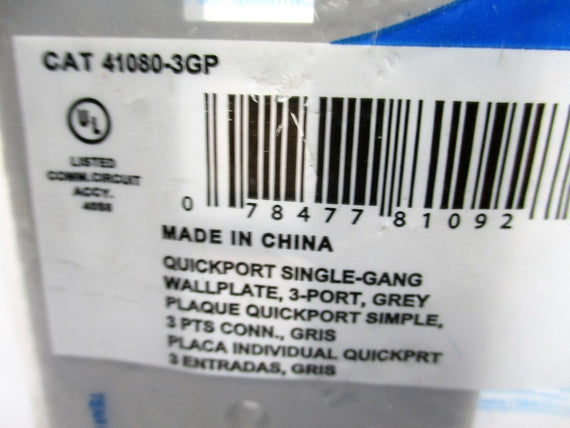 CAT 41080-3GP
UL
LISTED
COMM.CIRCUIT
ACCY.
0 78477 81092
MADE IN CHINA
QUICKPORT SINGLE-GANG
WALLPLATE, 3-PORT, GREY
PLAQUE QUICKPORT SIMPLE,
3 PTS CONN., GRIS
PLACA INDIVIDUAL QUICKPRT
3 ENTRADAS, GRIS